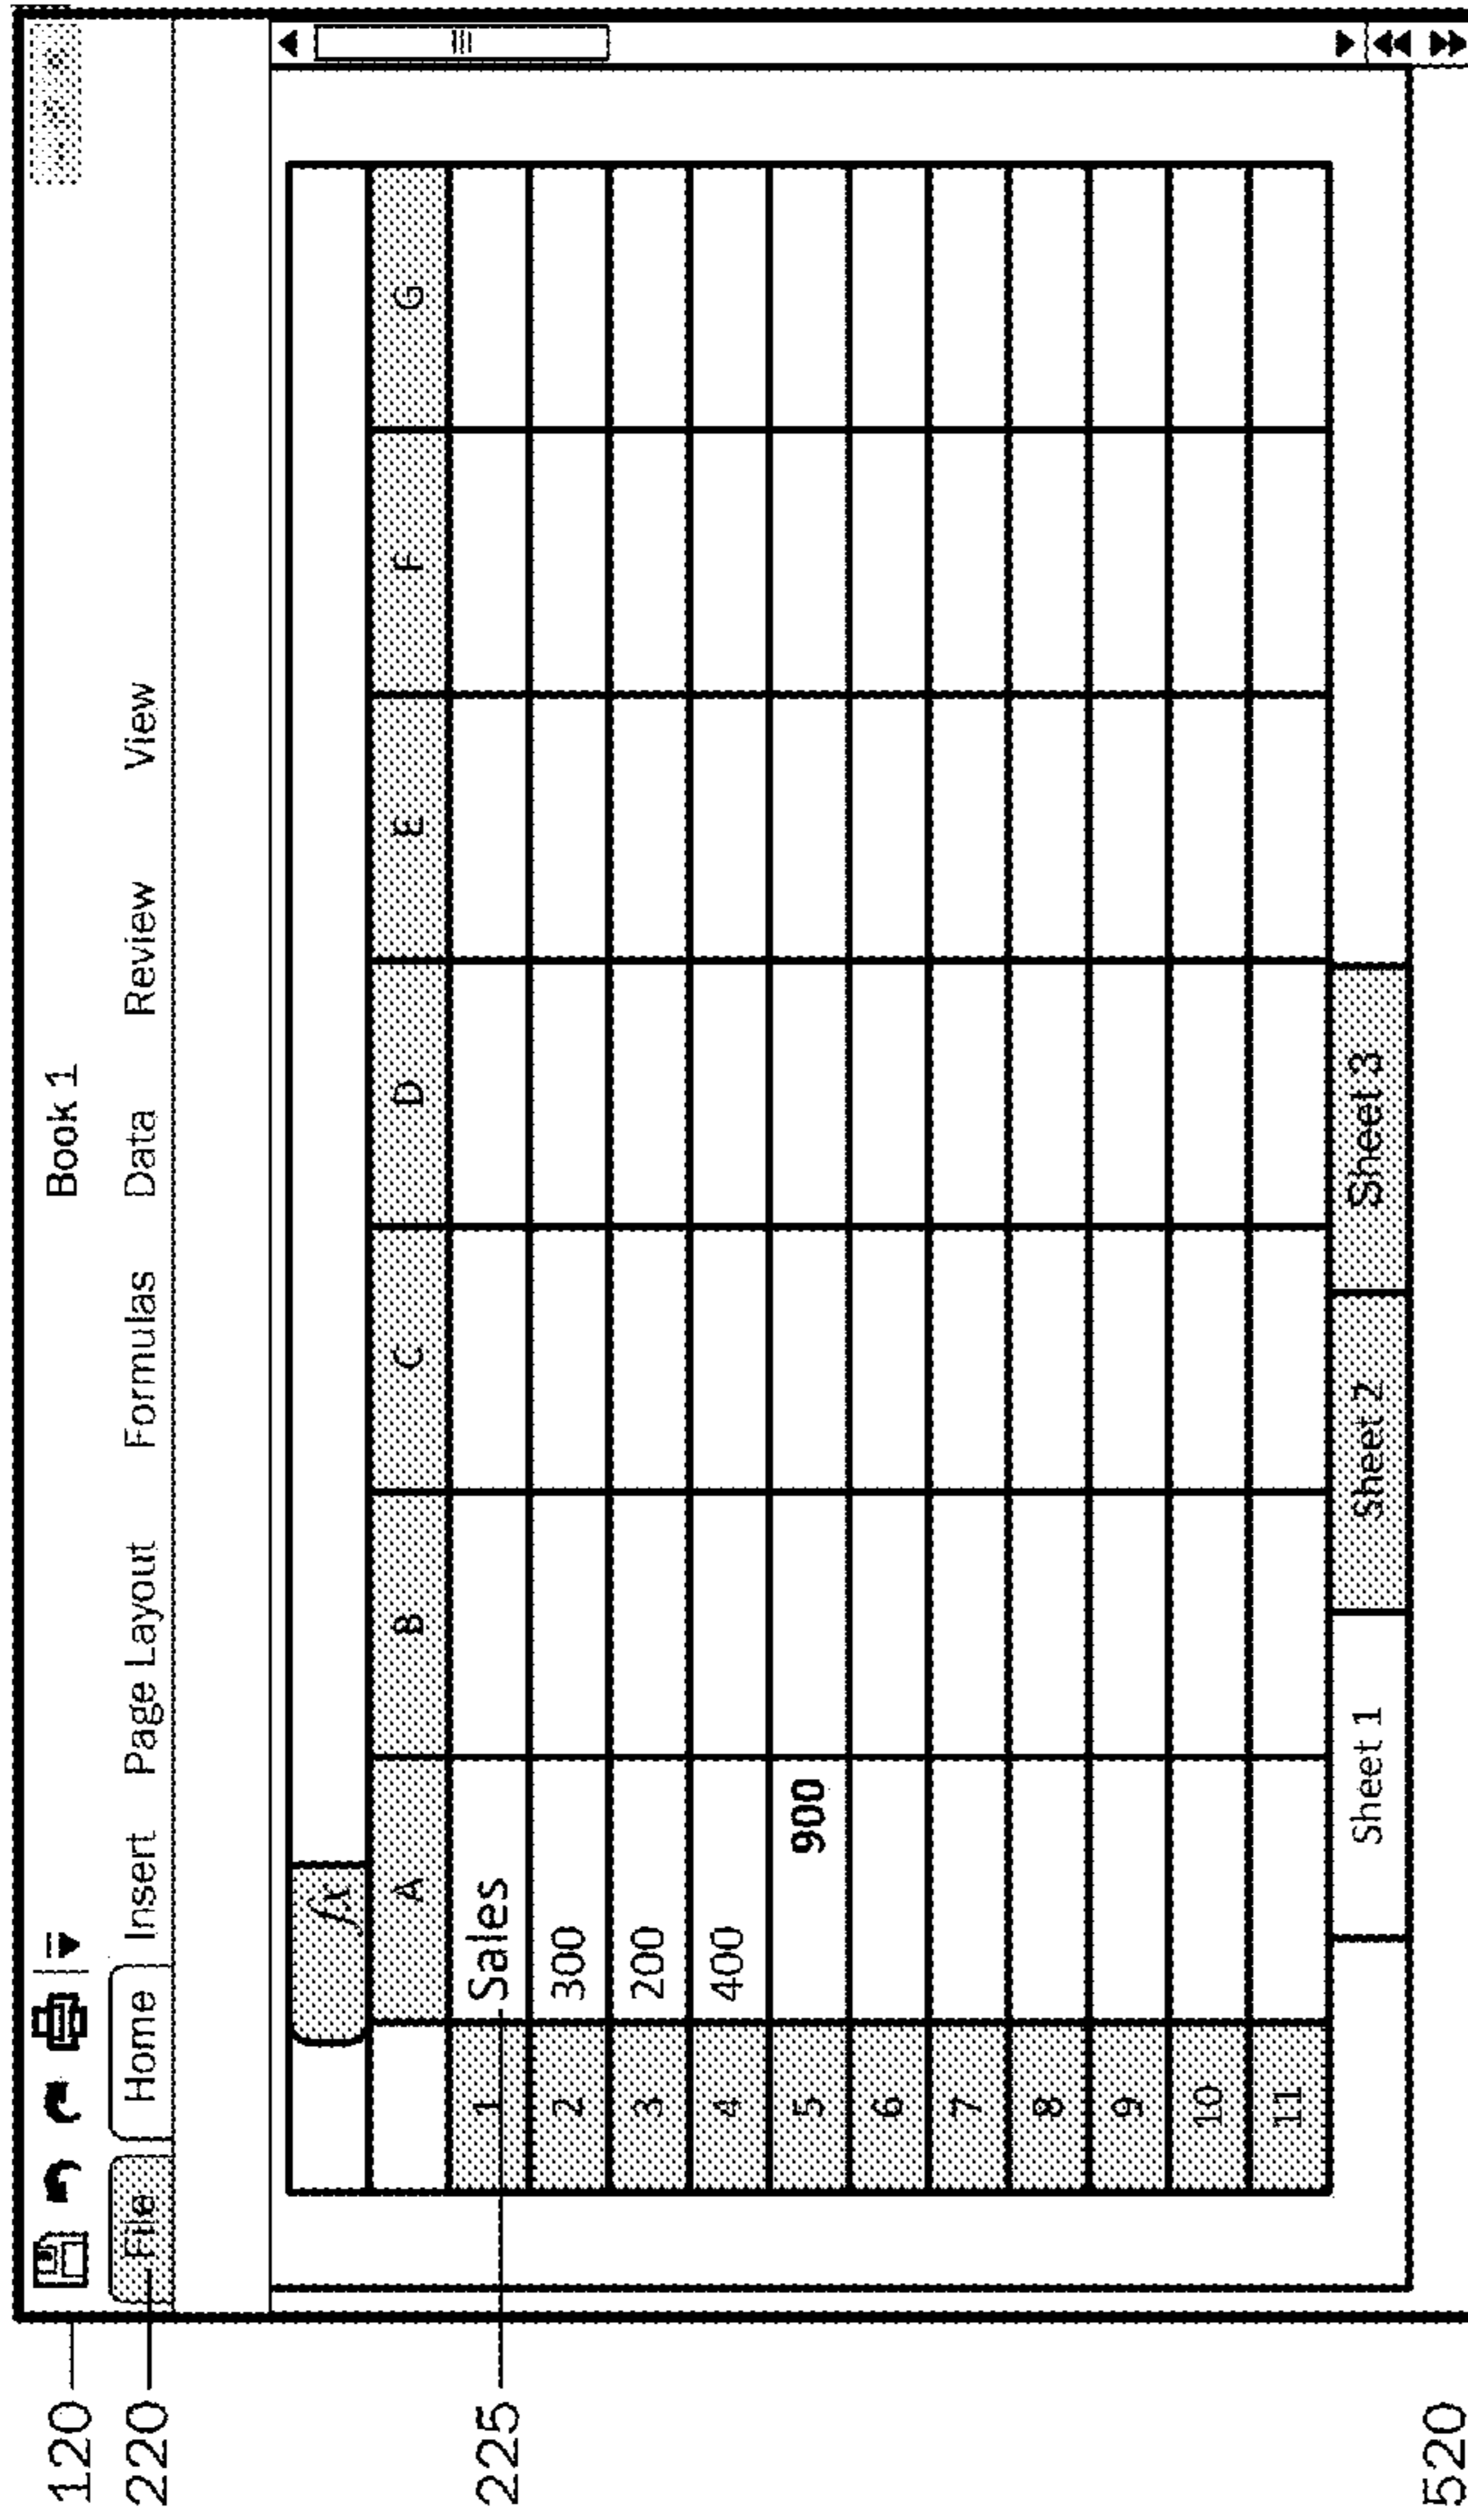 Book 1
120
File Home Insert Page Layout Formulas Data Review View
220
fx
A B C D E F G
225
1 Sales
2 300
3 200
4 400
5 900
6
7
8
9
10
11
Sheet 1 Sheet 2 Sheet 3
520